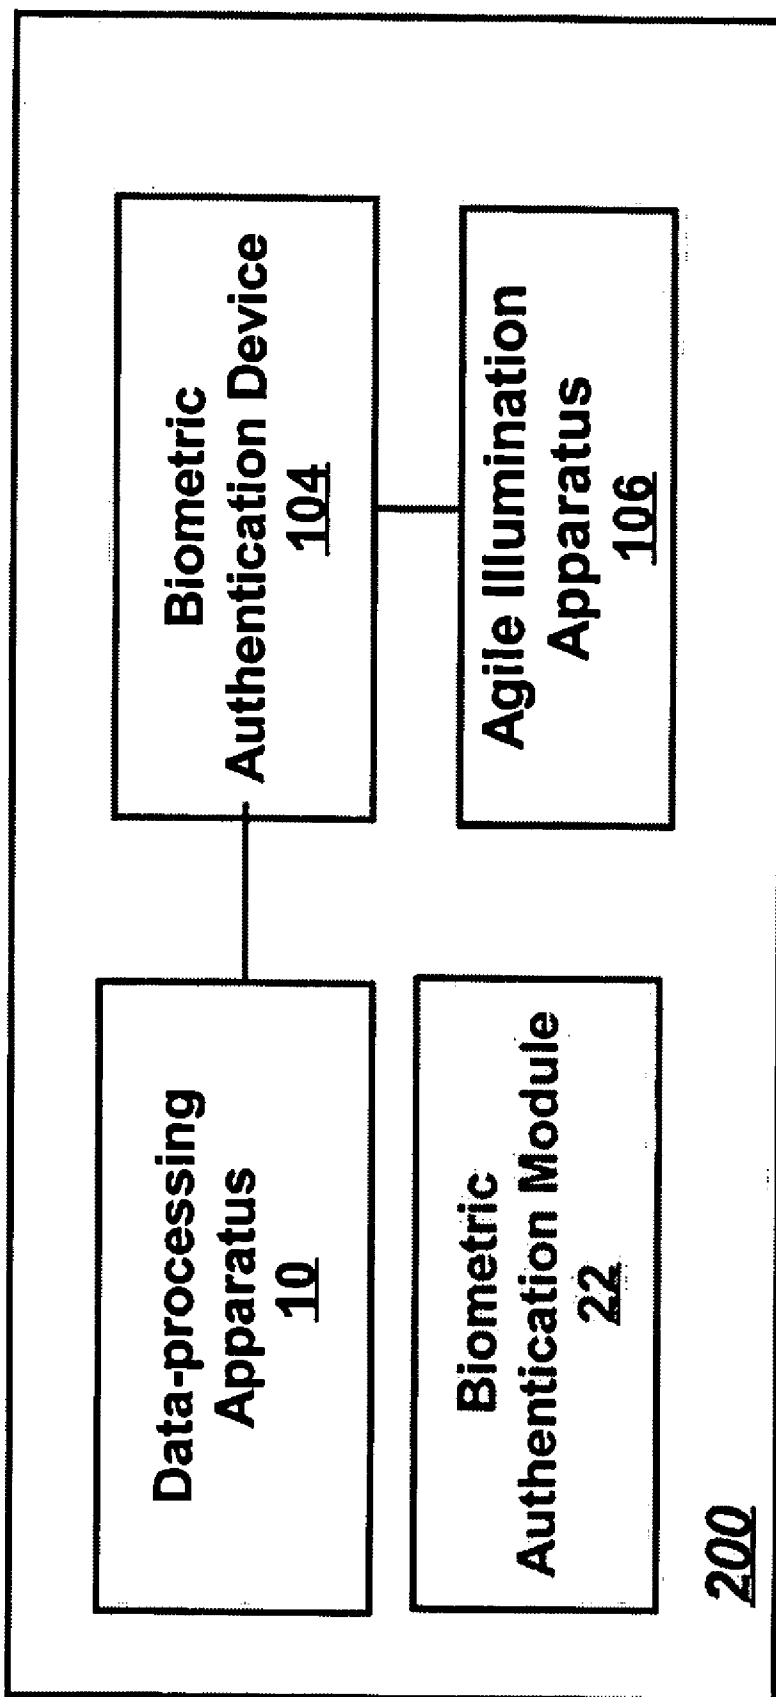 Data-processing
Apparatus
10
Biometric
Authentication Device
104
Biometric
Authentication Module
22
Agile Illumination
Apparatus
106
200